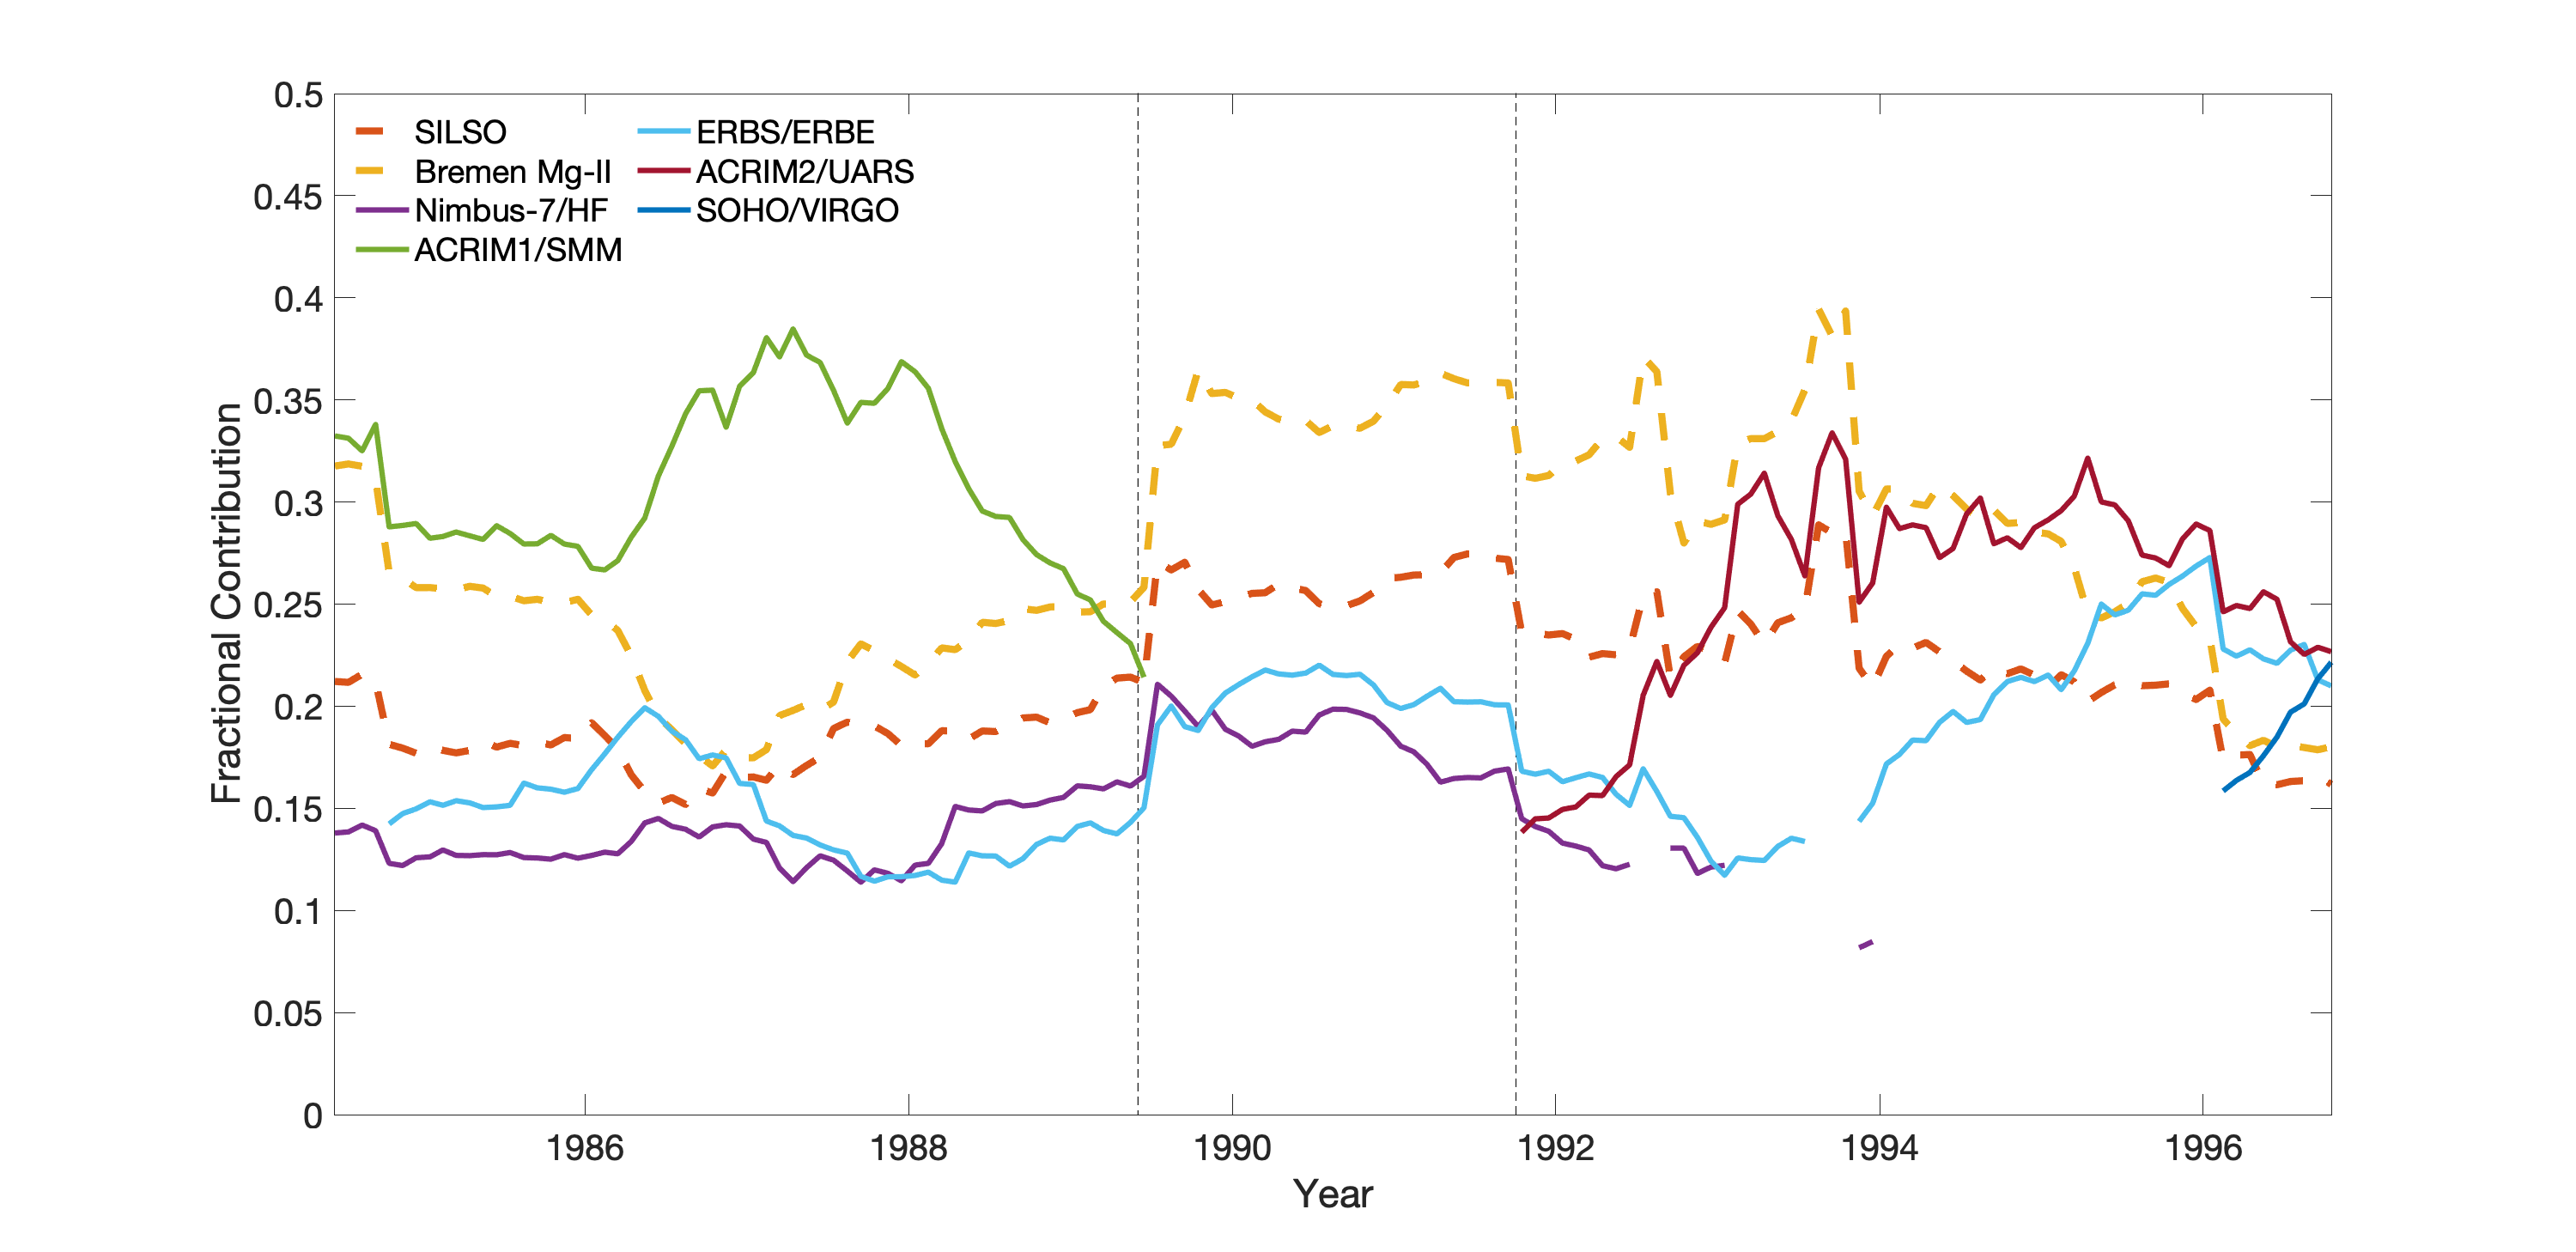 0.5
0.45
0.4
0.35
0.3
0.25
0.2
0.15
0.1
0.05
0
Fractional Contribution
SILSO
Bremen Mg-II
Nimbus-7/HF
ACRIM1/SMM
ERBS/ERBE
ACRIM2/UARS
SOHO/VIRGO
1986 1988 1990 1992 1994 1996
Year